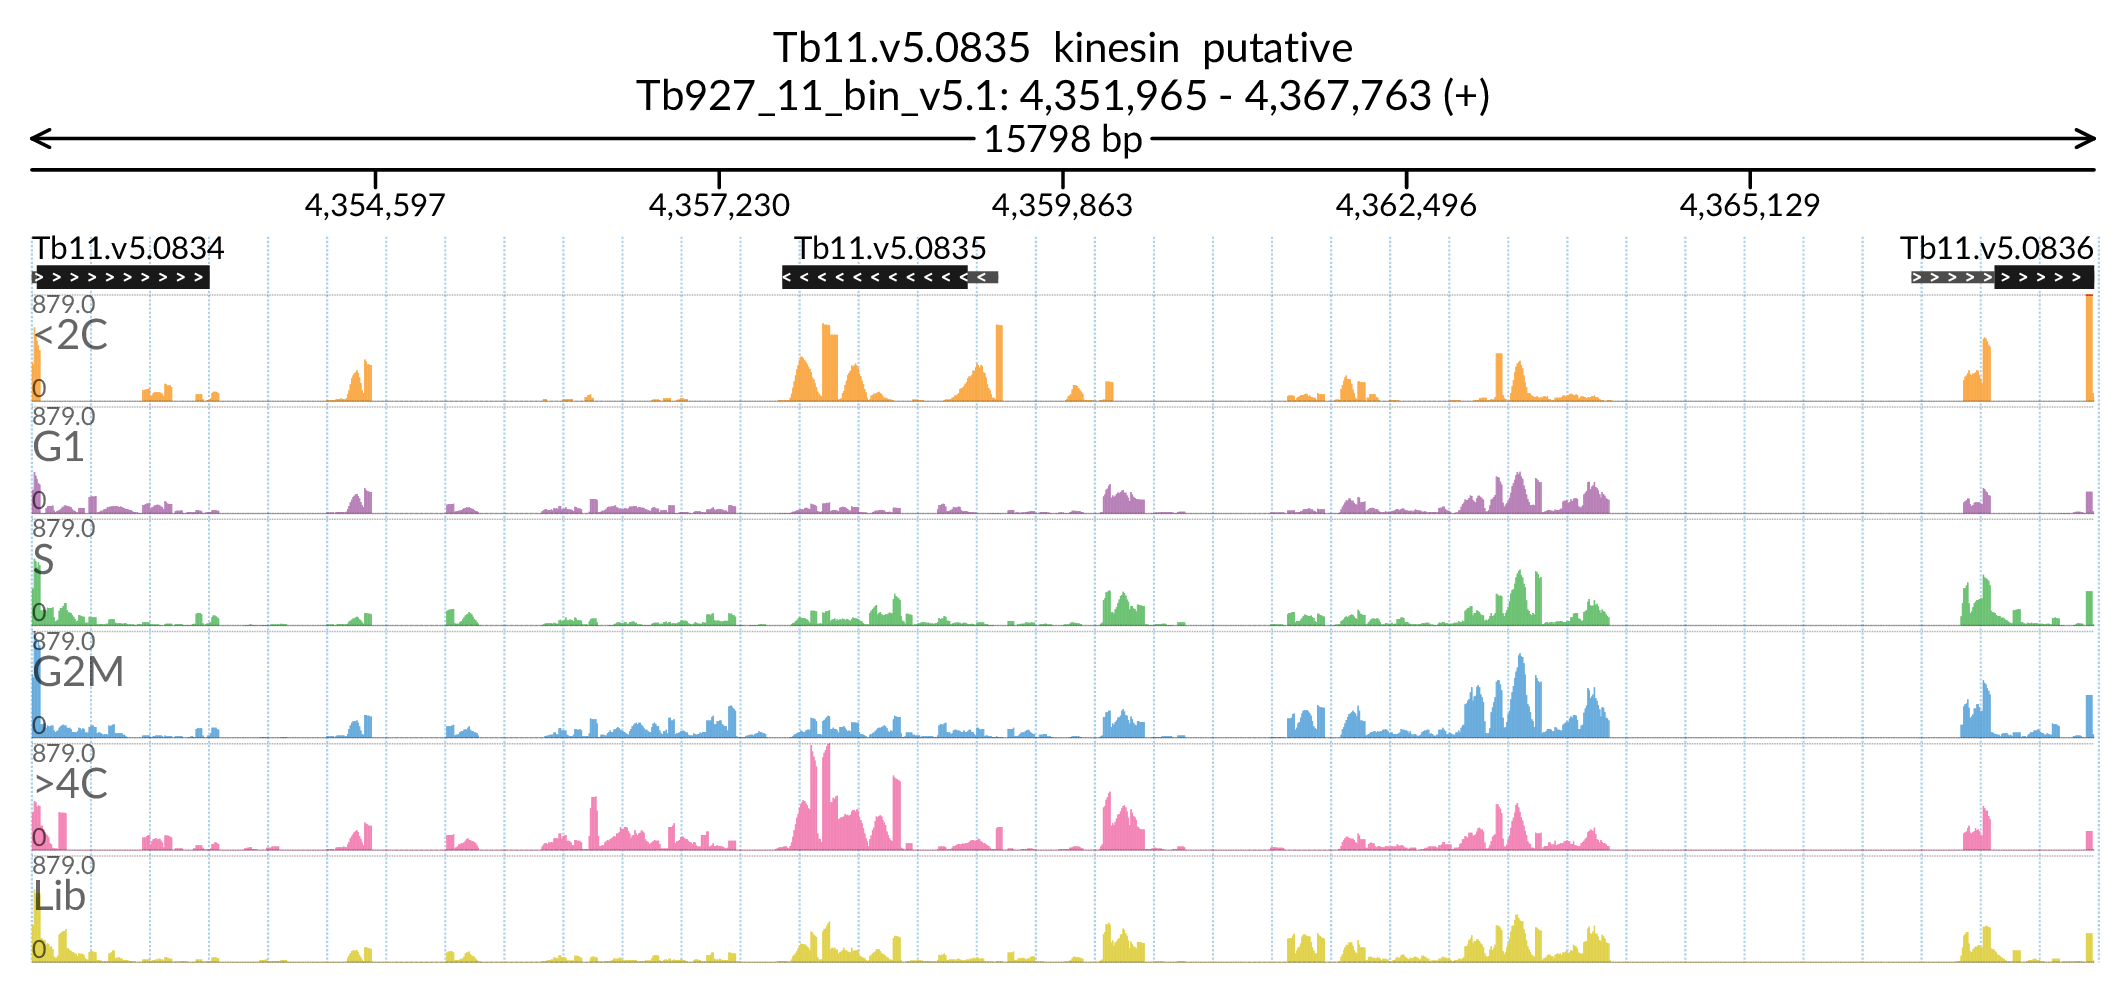 Tb11.v5.0835 kinesin putative
Tb927_11_bin_v5.1: 4,351,965 - 4,367,763 (+)
15798 bp
4,354,597 4,357,230 4,359,863 4,362,496 4,365,129
Tb11.v5.0834 Tb11.v5.0835 Tb11.v5.0836
879.0
<2C
0
879.0
G1
0
879.0
S
0
879.0
G2M
0
879.0
>4C
0
879.0
Lib
0